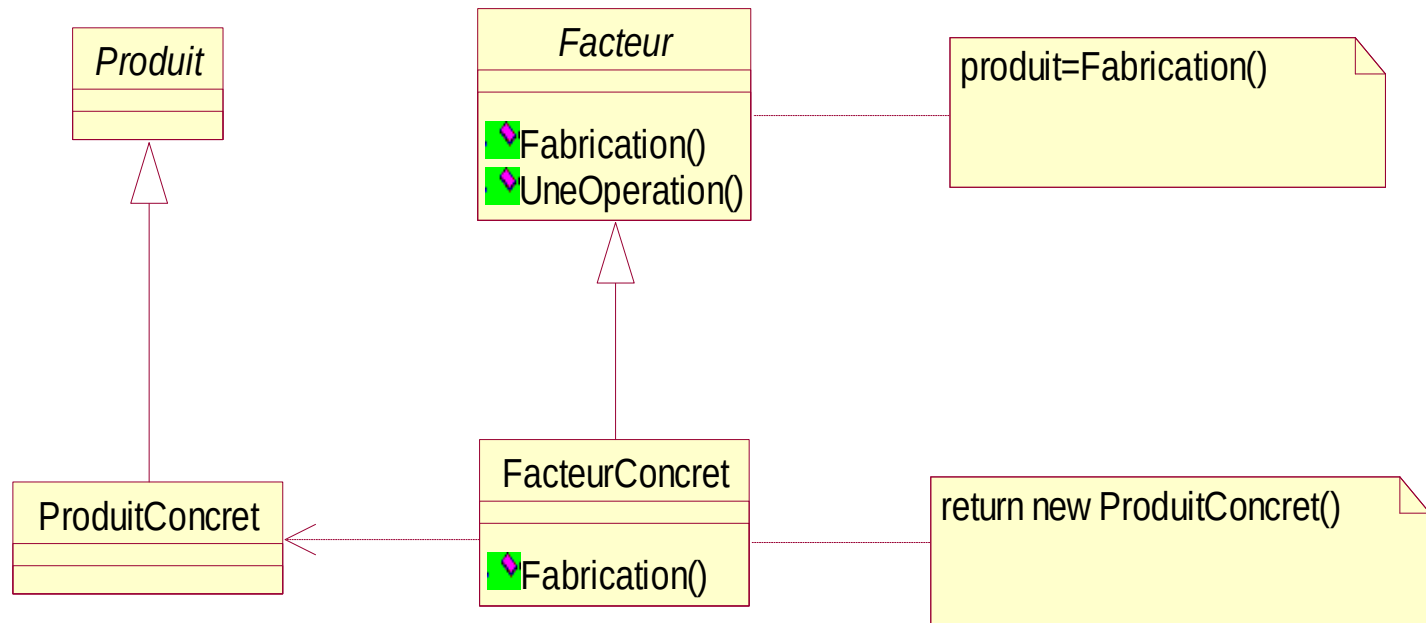 Produit
Facteur
Fabrication()
UneOperation()
produit=Fabrication()
ProduitConcret
FacteurConcret
Fabrication()
return new ProduitConcret()